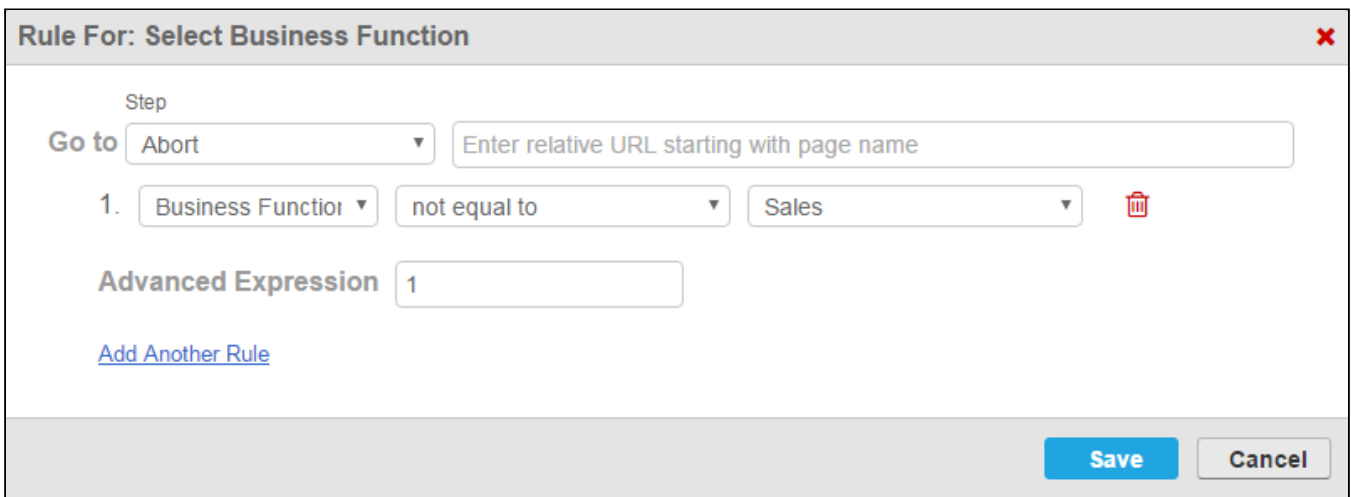 Rule For: Select Business Function
Step
Go to Abort Enter relative URL starting with page name
1. Business Function not equal to Sales
Advanced Expression 1
Add Another Rule
Save Cancel